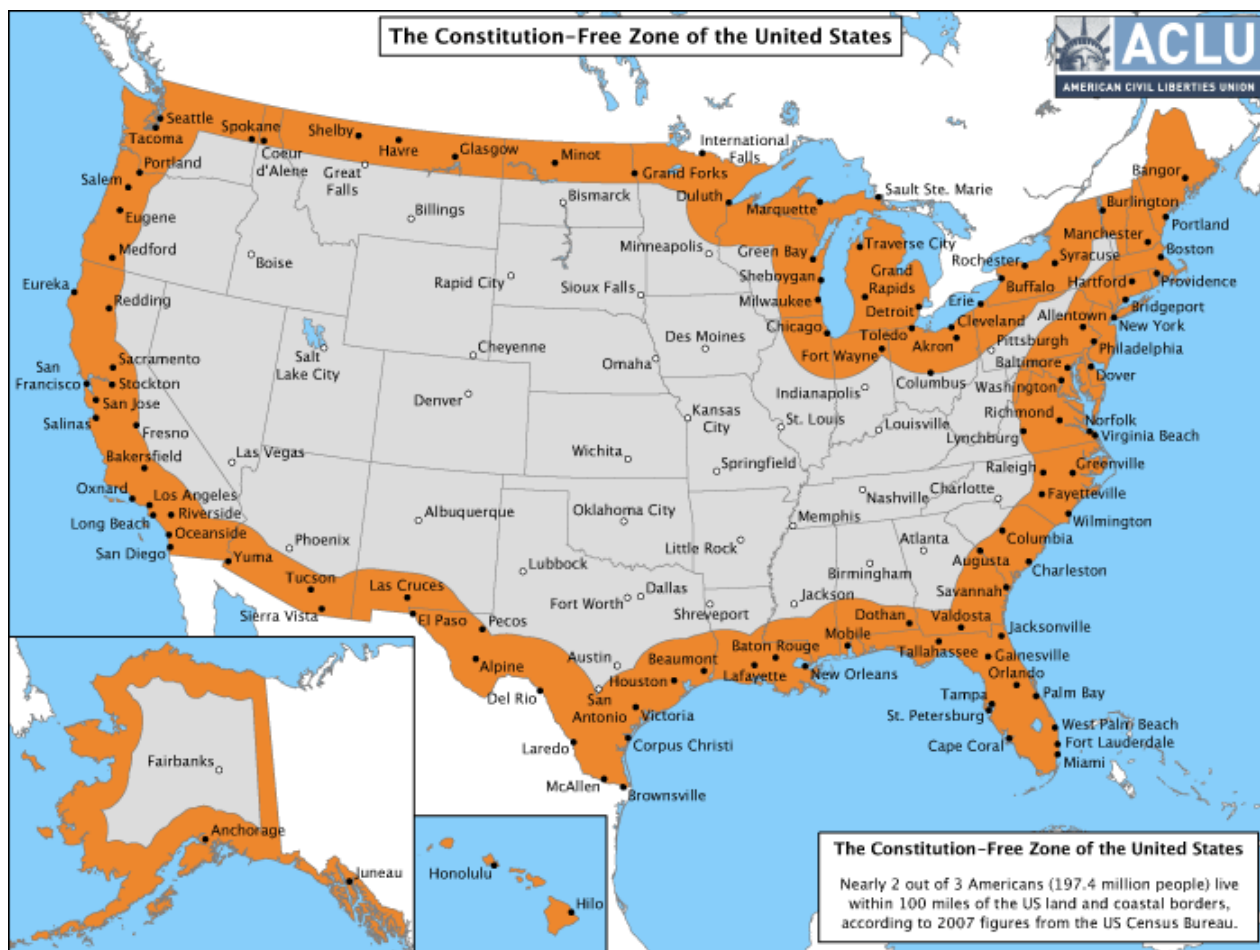 The Constitution-Free Zone of the United States
ACLU
AMERICAN CIVIL LIBERTIES UNION
Seattle
Tacoma
Spokane
Coeur
d'Alene
Shelby
Havre
Glasgow
Minot
International
Falls
Grand Forks
Great
Falls
Portland
Salem
Eugene
Medford
Billings
Bismarck
Duluth
Marquette
Sault Ste. Marie
Bangor
Burlington
Portland
Manchester
Boston
Boise
Rapid City
Minneapolis
Sioux Falls
Green Bay
Sheboygan
Milwaukee
Chicago
Traverse City
Grand
Rapids
Detroit
Toledo
Fort Wayne
Rochester
Syracuse
Buffalo
Erie
Cleveland
Akron
Hartford
Providence
Bridgeport
New York
Allentown
Philadelphia
Pittsburgh
Baltimore
Washington
Dover
Eureka
Redding
Sacramento
San
Francisco
Stockton
San Jose
Salinas
Fresno
Bakersfield
Salt
Lake City
Cheyenne
Denver
Omaha
Des Moines
Kansas
City
St. Louis
Indianapolis
Columbus
Louisville
Richmond
Lynchburg
Norfolk
Virginia Beach
Las Vegas
Wichita
Springfield
Nashville
Charlotte
Raleigh
Greenville
Fayetteville
Wilmington
Oxnard
Los Angeles
Long Beach
Riverside
Oceanside
San Diego
Yuma
Phoenix
Tucson
Sierra Vista
Albuquerque
Las Cruces
El Paso
Pecos
Alpine
Del Rio
Oklahoma City
Lubbock
Fort Worth
Dallas
Little Rock
Memphis
Shreveport
Jackson
Birmingham
Atlanta
Columbia
Augusta
Charleston
Savannah
Austin
San
Antonio
Houston
Beaumont
Victoria
Corpus Christi
Laredo
McAllen
Brownsville
Baton Rouge
Lafayette
New Orleans
Mobile
Dothan
Valdosta
Tallahassee
Jacksonville
Gainesville
Orlando
Tampa
St. Petersburg
Palm Bay
West Palm Beach
Cape Coral
Fort Lauderdale
Miami
Fairbanks
Anchorage
Juneau
Honolulu
Hilo
The Constitution-Free Zone of the United States
Nearly 2 out of 3 Americans (197.4 million people) live
within 100 miles of the US land and coastal borders,
according to 2007 figures from the US Census Bureau.